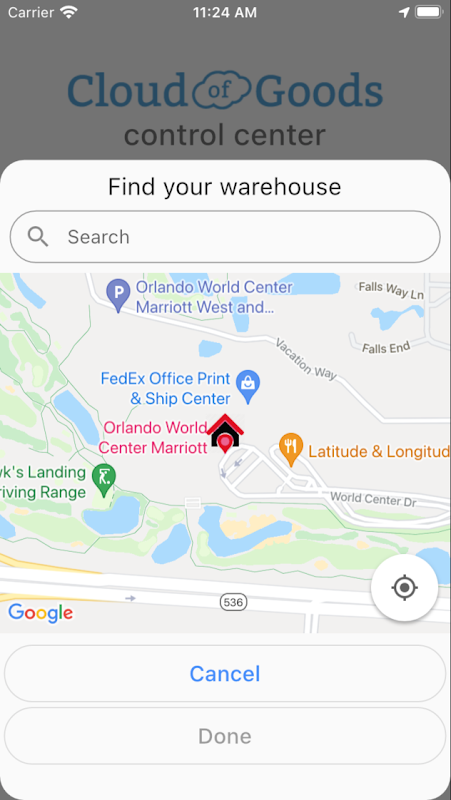 Carrier 11:24 AM
Cloud of Goods
control center
Find your warehouse
Search
Orlando World Center
Marriott West and...
Falls Way Ln
Falls End
Vacation Way
FedEx Office Print
& Ship Center
Orlando World
Center Marriott
Latitude & Longitud
wk's Landing
riving Range
World Center Dr
536
Google
Cancel
Done